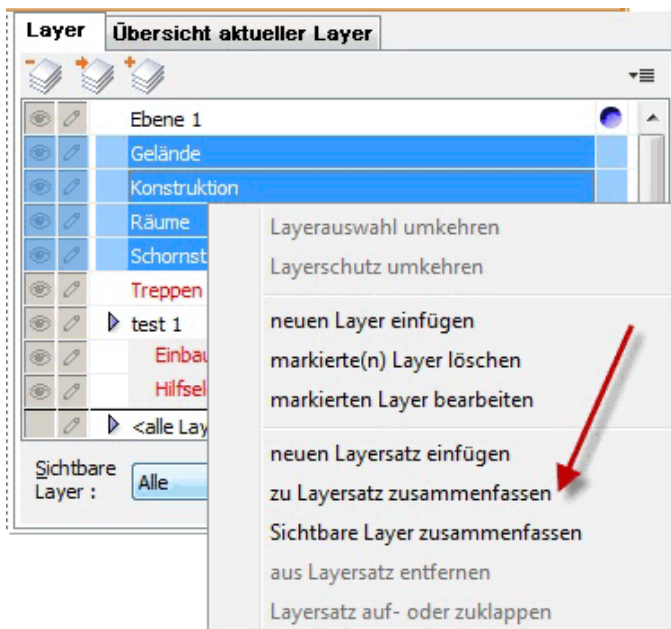 Layer
Übersicht aktueller Layer
Ebene 1
Gelände
Konstruktion
Räume
Schornst
Treppen
test 1
Einbau
Hilfsel
<alle Lay
Sichtbare
Layer :
Alle
Layerauswahl umkehren
Layerschutz umkehren
neuen Layer einfügen
markierte(n) Layer löschen
markierten Layer bearbeiten
neuen Layersatz einfügen
zu Layersatz zusammenfassen
Sichtbare Layer zusammenfassen
aus Layersatz entfernen
Layersatz auf- oder zuklappen